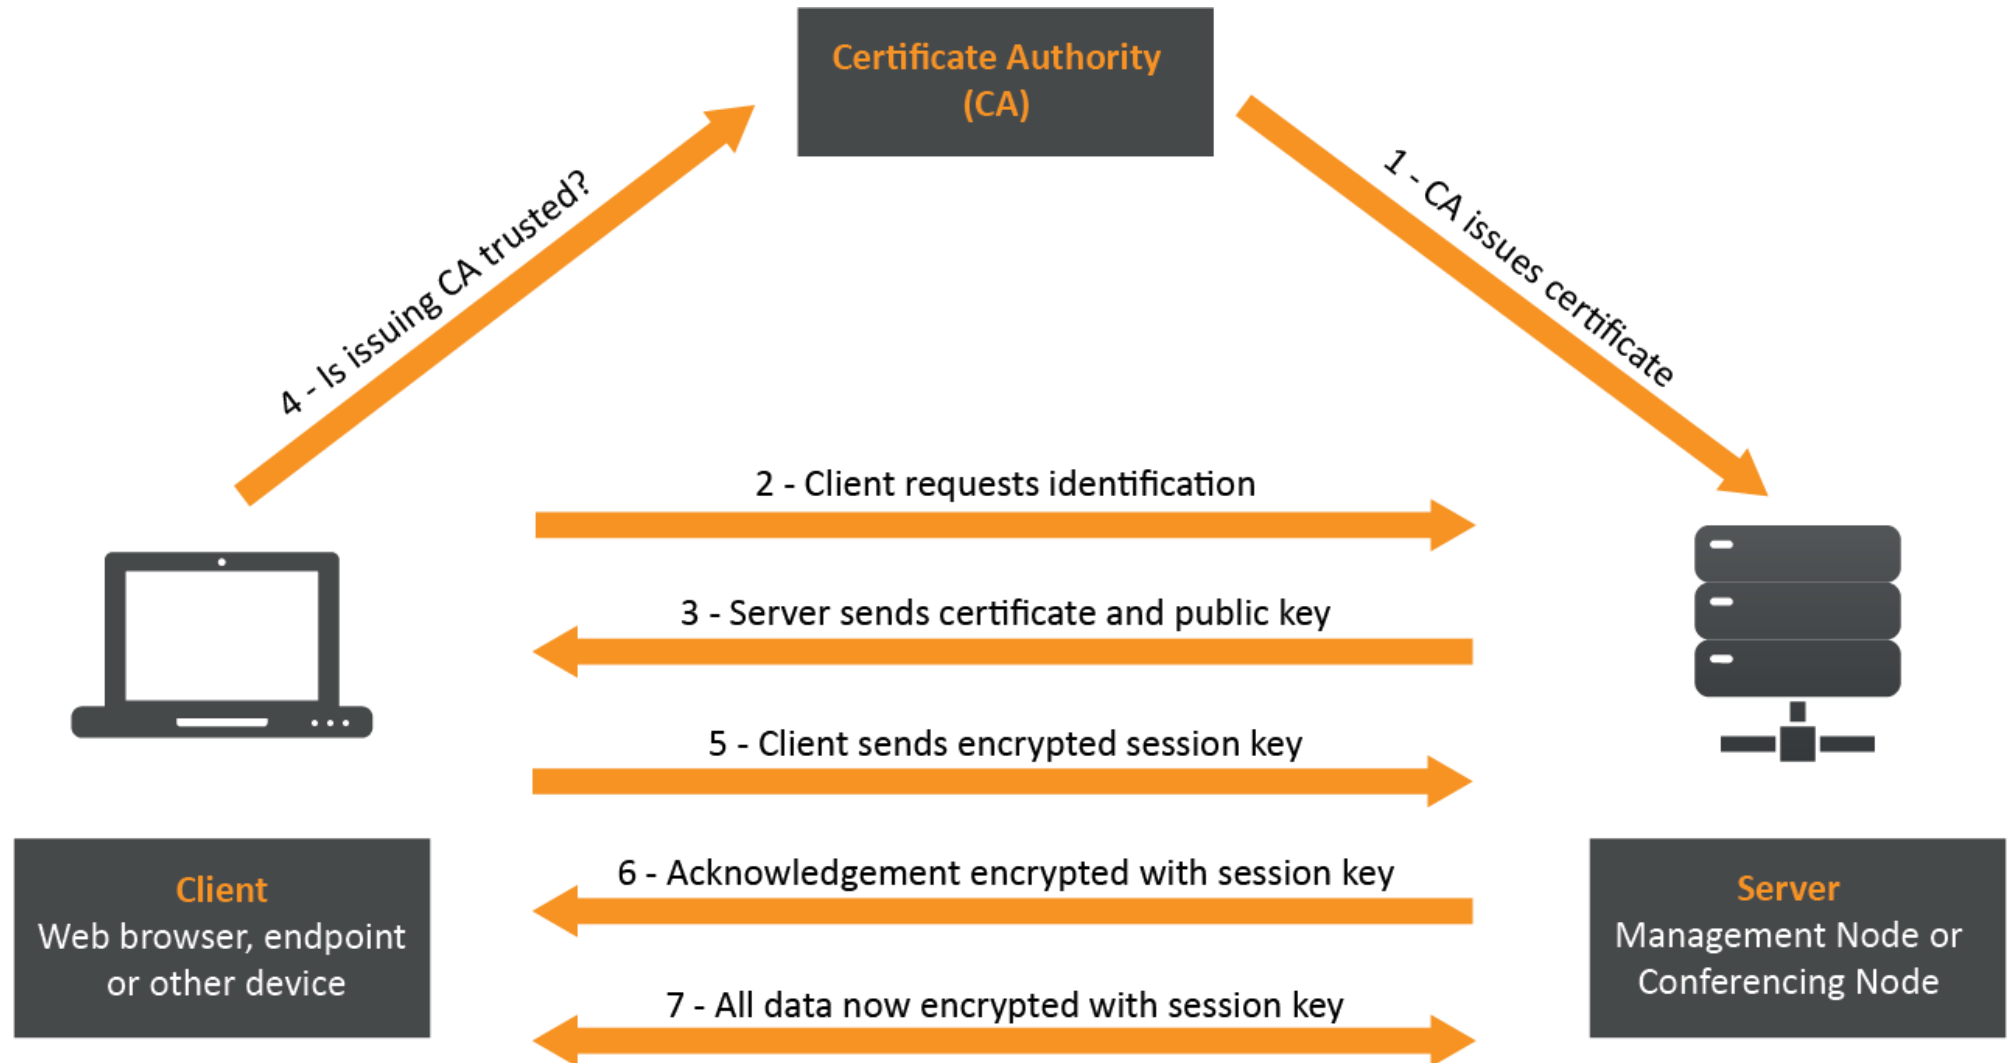 Certificate Authority
(CA)
1 - CA issues certificate
4 - Is issuing CA trusted?
2 - Client requests identification
3 - Server sends certificate and public key
5 - Client sends encrypted session key
6 - Acknowledgement encrypted with session key
7 - All data now encrypted with session key
Client
Web browser, endpoint
or other device
Server
Management Node or
Conferencing Node